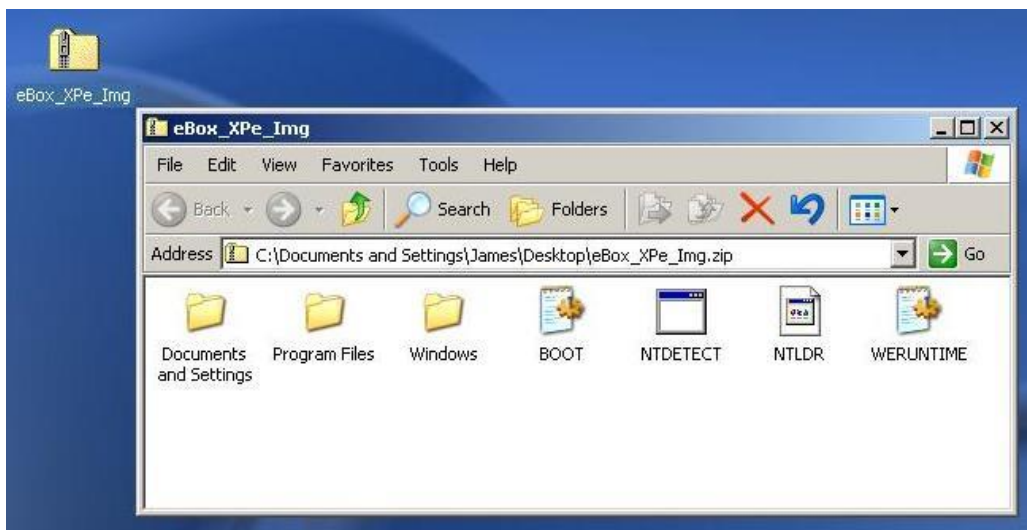 eBox_XPe_Img
eBox_XPe_Img
File Edit View Favorites Tools Help
Back Search Folders
Address C:\Documents and Settings\James\Desktop\eBox_XPe_Img.zip Go
Documents and Settings Program Files Windows BOOT NTDETECT NTLDR WERUNTIME